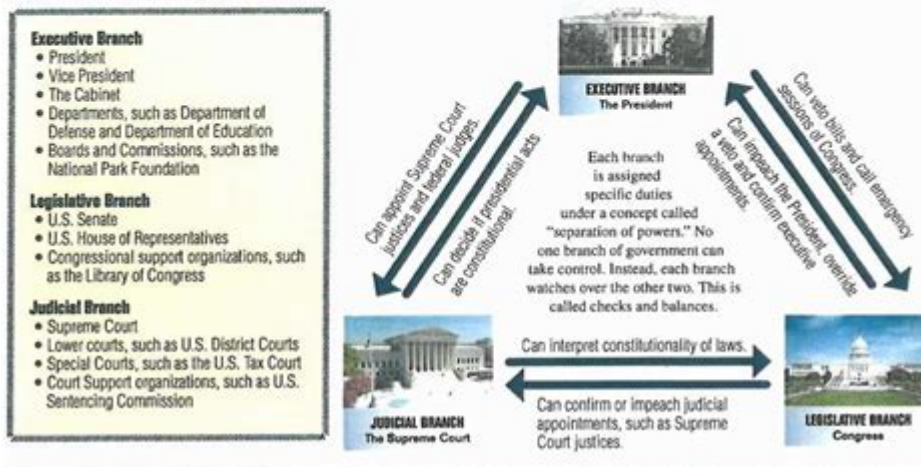 Executive Branch
• President
• Vice President
• The Cabinet
• Departments, such as Department of
Defense and Department of Education
• Boards and Commissions, such as the
National Park Foundation
Legislative Branch
• U.S. Senate
• U.S. House of Representatives
• Congressional support organizations, such
as the Library of Congress
Judicial Branch
• Supreme Court
• Lower courts, such as U.S. District Courts
• Special Courts, such as the U.S. Tax Court
• Court Support organizations, such as U.S.
Sentencing Commission
EXECUTIVE BRANCH
The President
Can appoint Supreme Court
justices and federal judges.
Can decide if presidential acts
are constitutional.
Can veto bills and call emergency
sessions of Congress.
Can impeach the President, override
a veto and confirm executive
appointments.
Each branch
is assigned
specific duties
under a concept called
"separation of powers." No
one branch of government can
take control. Instead, each branch
watches over the other two. This is
called checks and balances.
JUDICIAL BRANCH
The Supreme Court
Can interpret constitutionality of laws.
Can confirm or impeach judicial
appointments, such as Supreme
Court justices.
LEGISLATIVE BRANCH
Congress